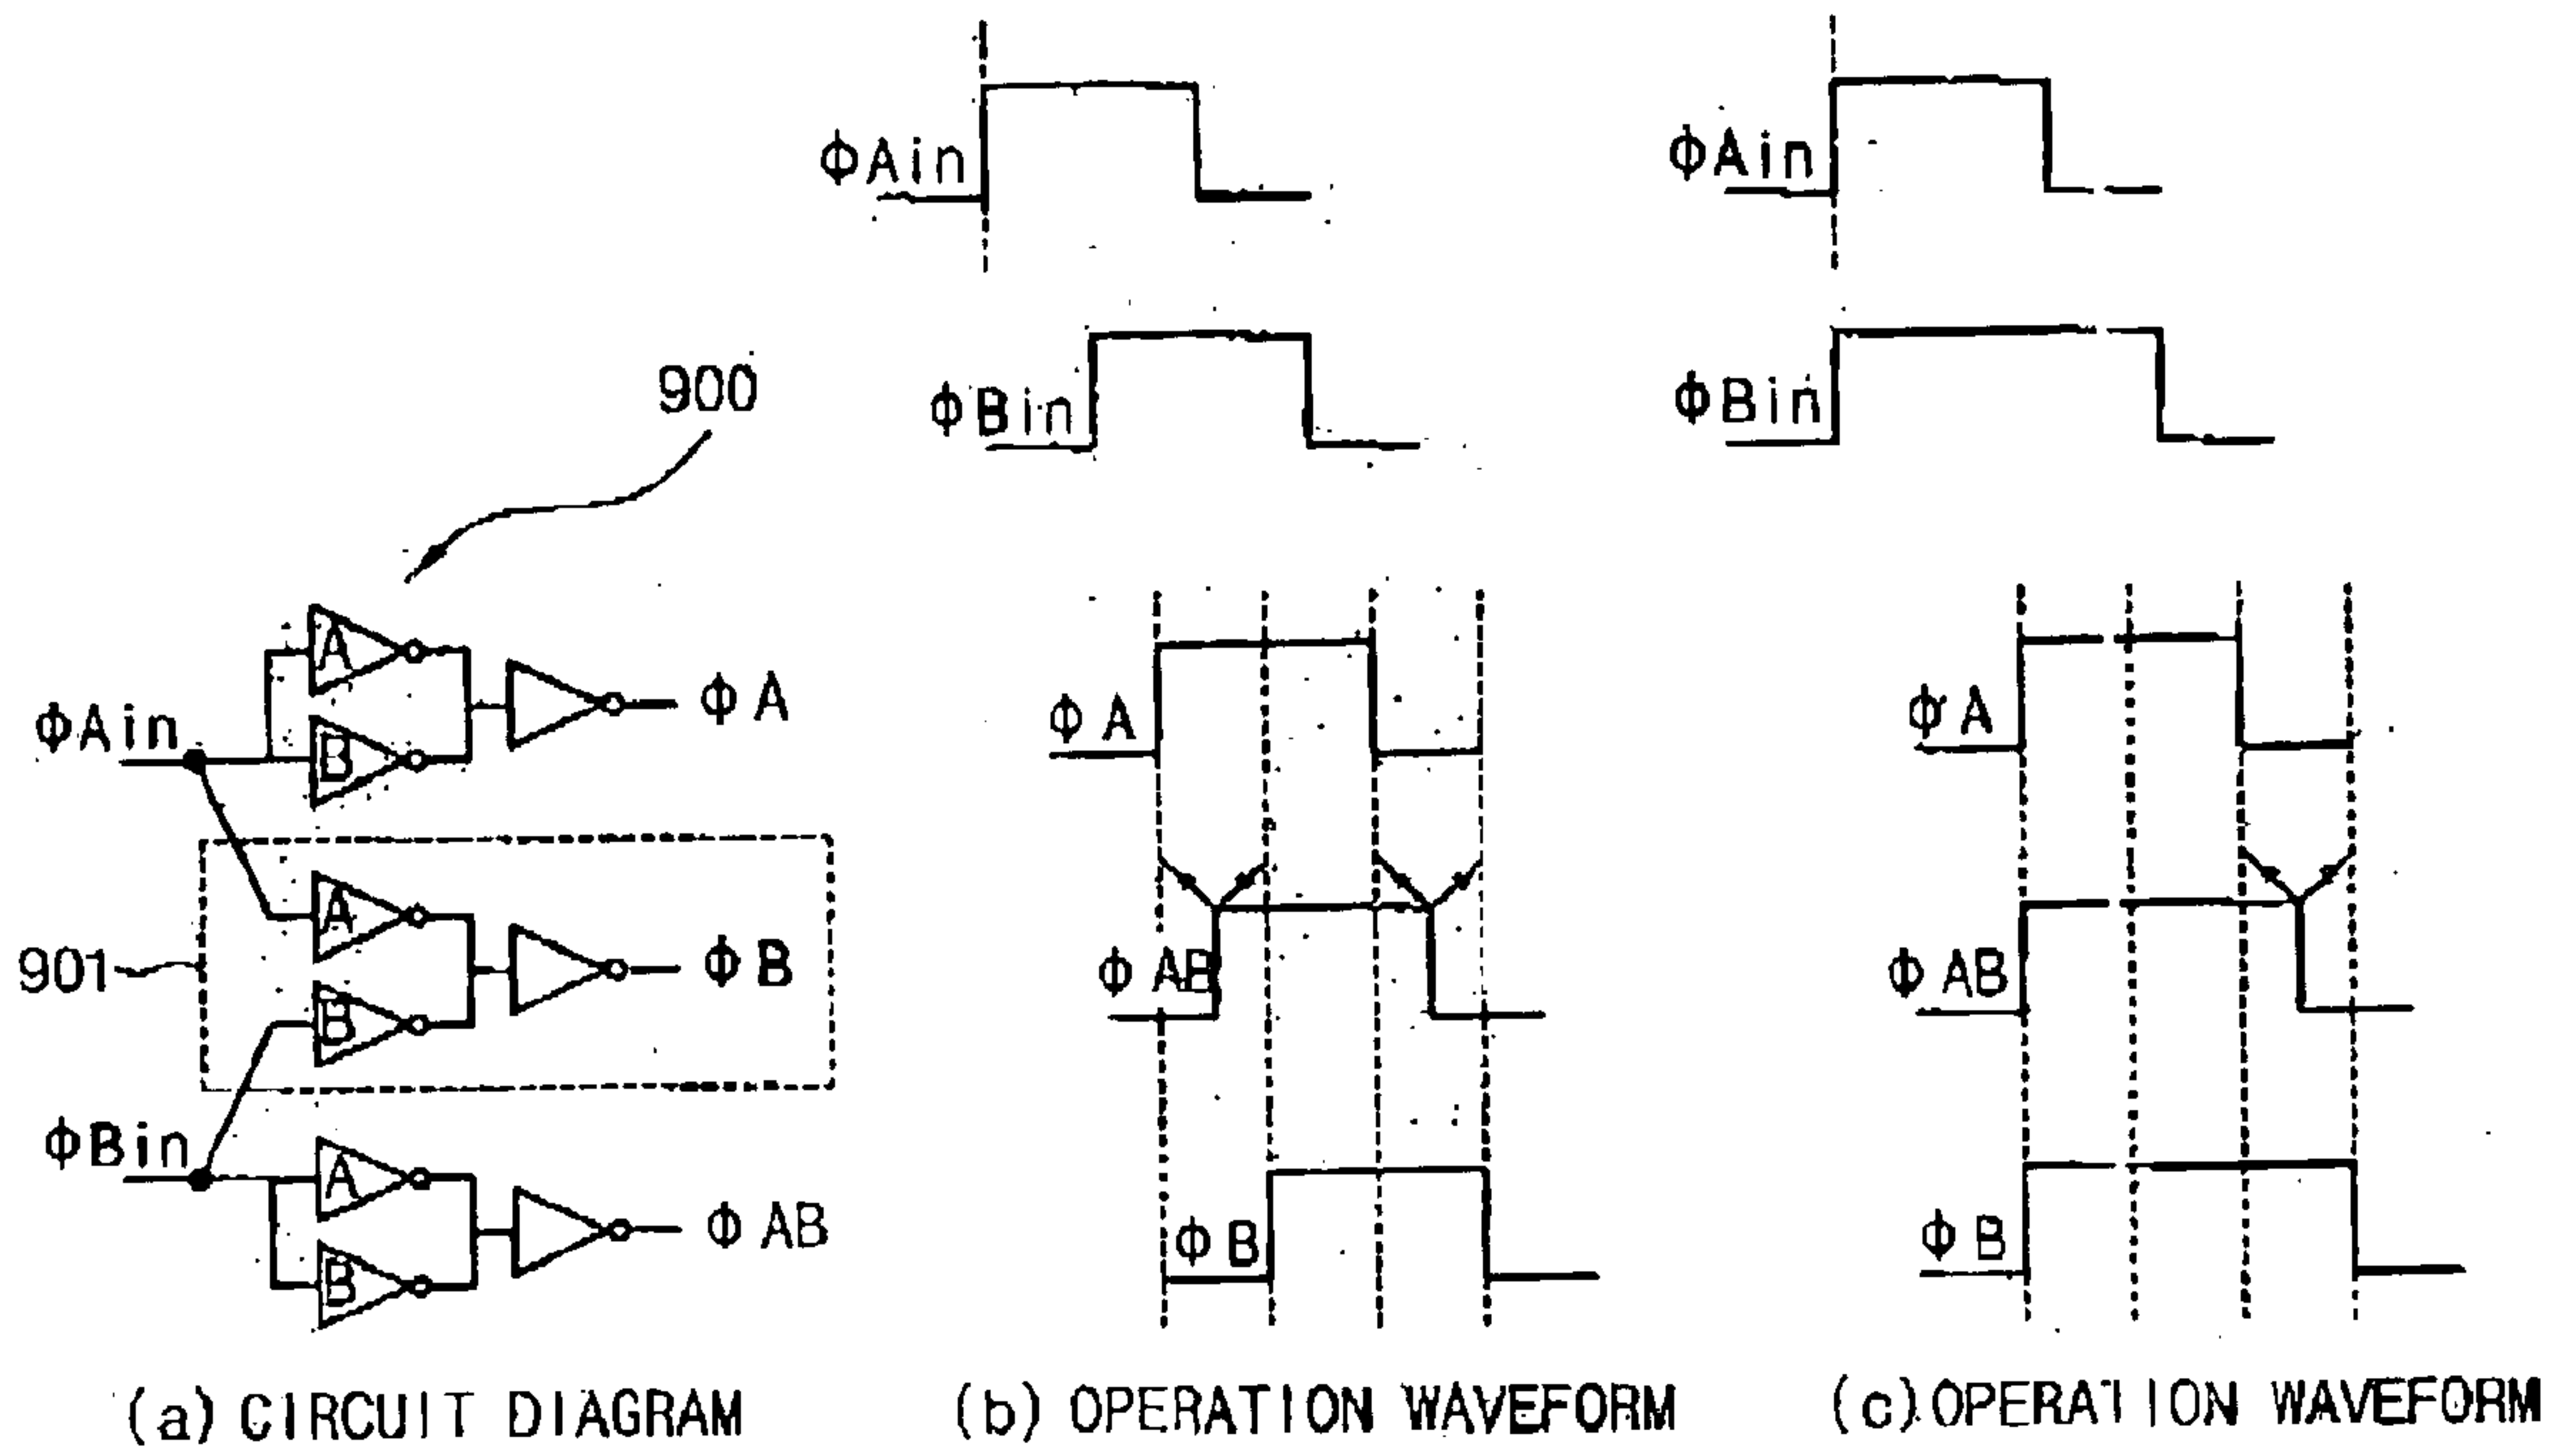 900
A
B
ΦAin
ΦA
901
A
B
ΦB
ΦBin
A
B
ΦAB
(a) CIRCUIT DIAGRAM
ΦAin
ΦBin
ΦA
ΦAB
ΦB
(b) OPERATION WAVEFORM
ΦAin
ΦBin
ΦA
ΦAB
ΦB
(c) OPERATION WAVEFORM